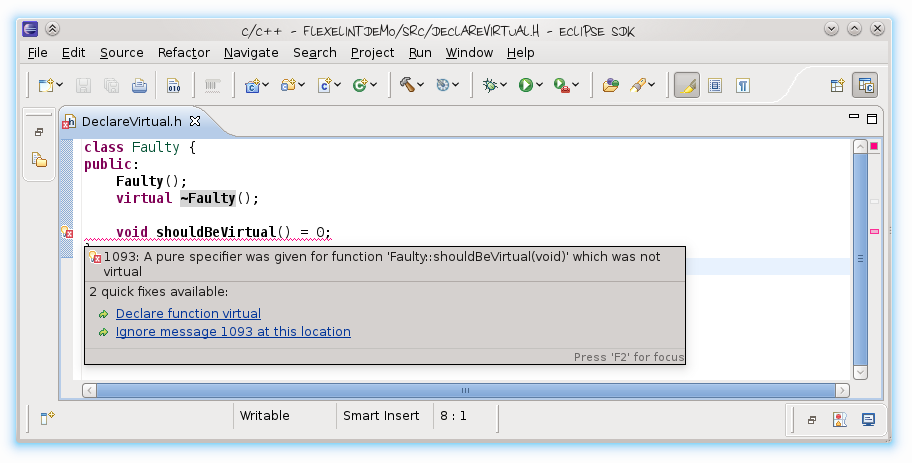 C/C++ - FLEXELINTDEMO/SRC/DECLAREVIRTUAL.H - ECLIPSE SDK
File Edit Source Refactor Navigate Search Project Run Window Help
010
DeclareVirtual.h
class Faulty {
public:
Faulty();
virtual ~Faulty();
void shouldBeVirtual() = 0;
1093: A pure specifier was given for function 'Faulty::shouldBeVirtual(void)' which was not
virtual
2 quick fixes available:
Declare function virtual
Ignore message 1093 at this location
Press 'F2' for focus
Writable Smart Insert 8 : 1